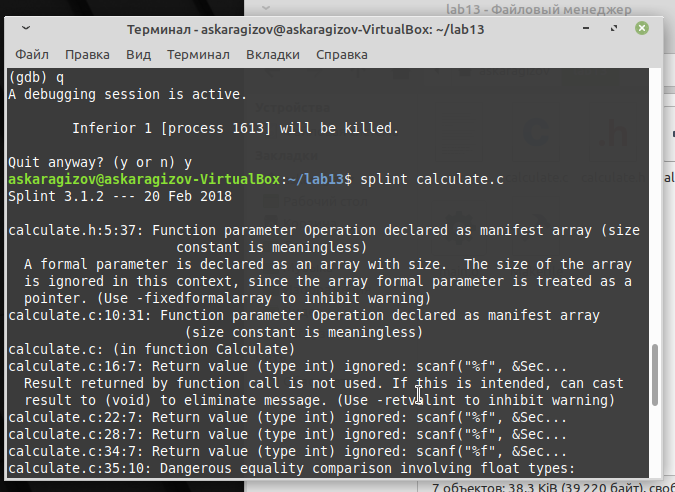 lab13 - Файловый менеджер
Терминал - askaragizov@askaragizov-VirtualBox: ~/lab13
Файл Правка Вид Терминал Вкладки Справка
(gdb) q
A debugging session is active.
Inferior 1 [process 1613] will be killed.
Quit anyway? (y or n) y
askaragizov@askaragizov-VirtualBox:~/lab13$ splint calculate.c
Splint 3.1.2 --- 20 Feb 2018
calculate.h:5:37: Function parameter Operation declared as manifest array (size
constant is meaningless)
A formal parameter is declared as an array with size.  The size of the array
is ignored in this context, since the array formal parameter is treated as a
pointer. (Use -fixedformalarray to inhibit warning)
calculate.c:10:31: Function parameter Operation declared as manifest array
(size constant is meaningless)
calculate.c: (in function Calculate)
calculate.c:16:7: Return value (type int) ignored: scanf("%f", &Sec...
Result returned by function call is not used. If this is intended, can cast
result to (void) to eliminate message. (Use -retvalint to inhibit warning)
calculate.c:22:7: Return value (type int) ignored: scanf("%f", &Sec...
calculate.c:28:7: Return value (type int) ignored: scanf("%f", &Sec...
calculate.c:34:7: Return value (type int) ignored: scanf("%f", &Sec...
calculate.c:35:10: Dangerous equality comparison involving float types:
7 объектов: 38,3 KiB (39 220 байт), своб